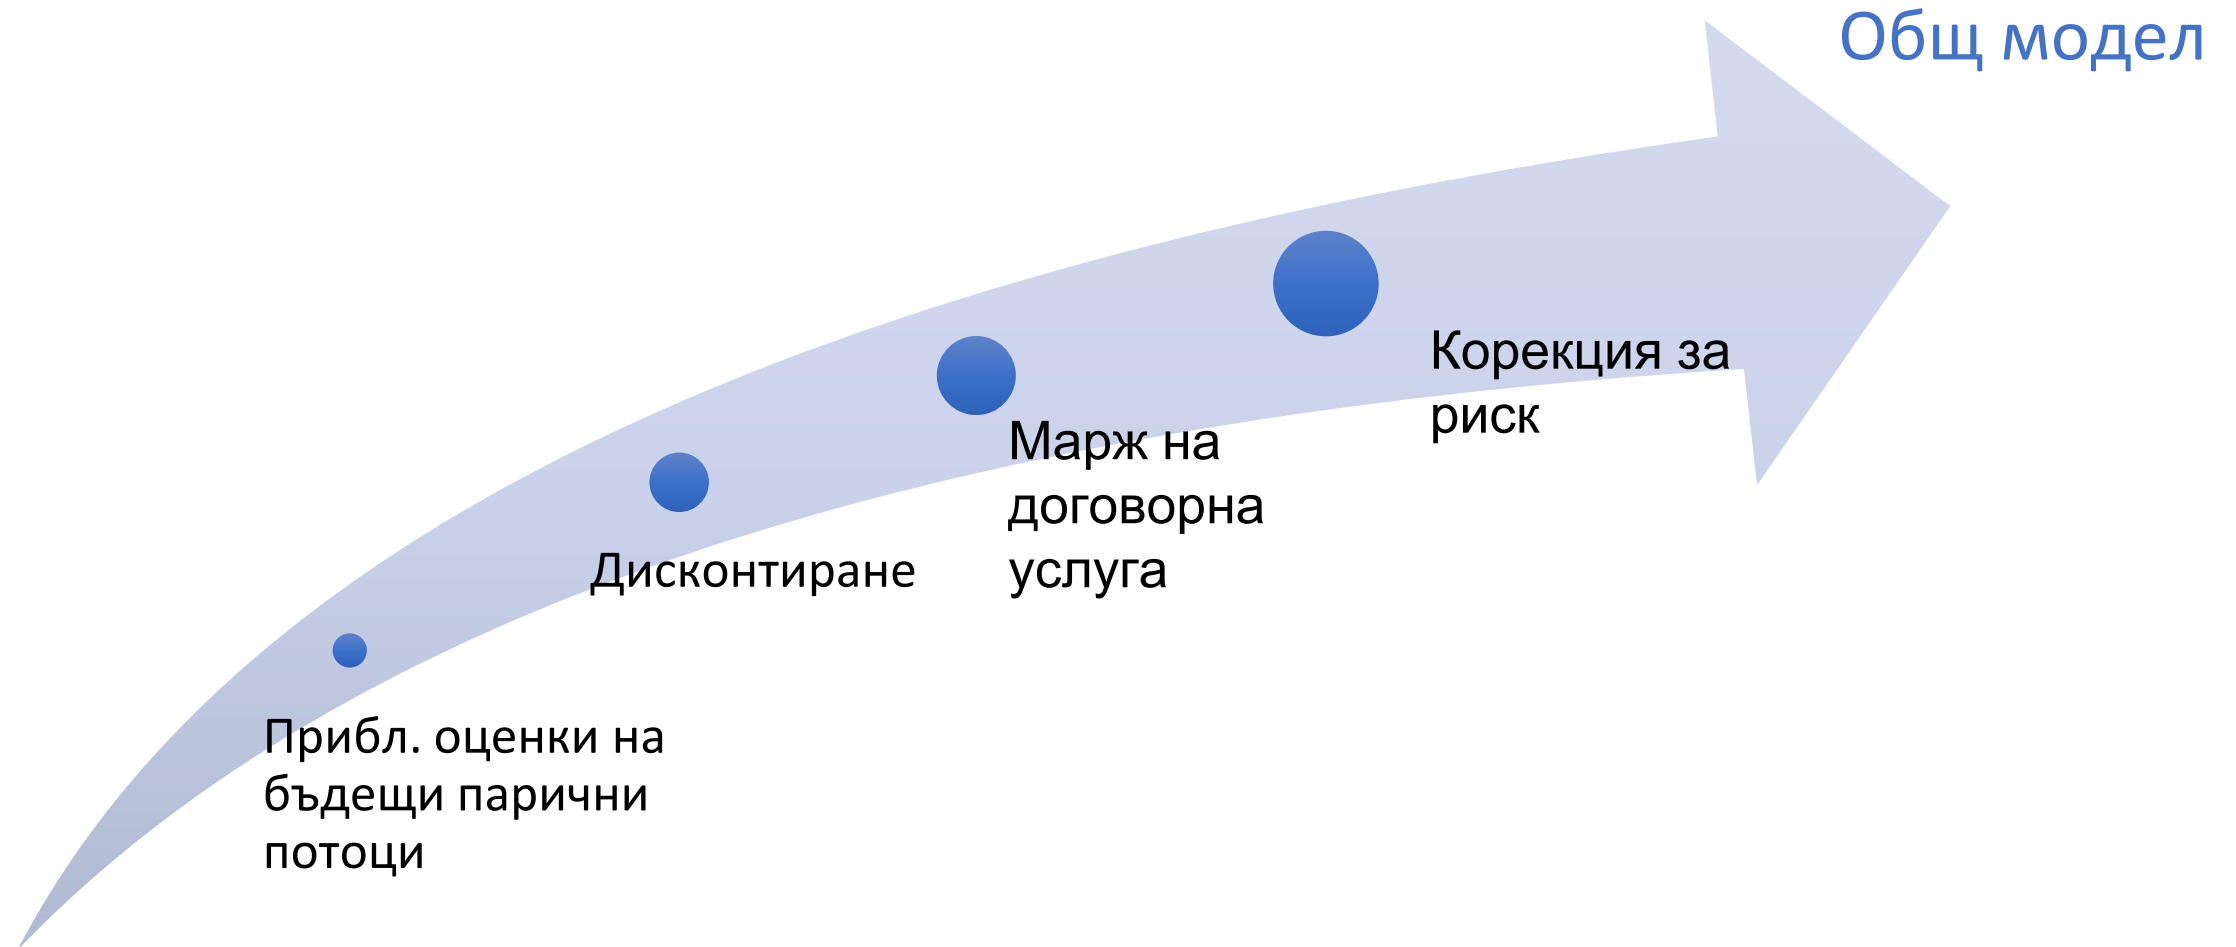 Общ модел
Корекция за
риск
Марж на
договорна
услуга
Дисконтиране
Прибл. оценки на
бъдещи парични
потоци